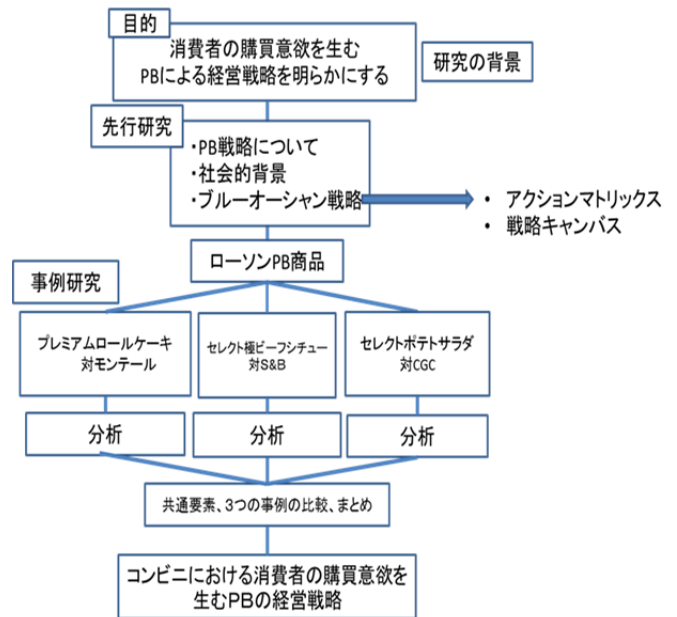 目的
消費者の購買意欲を生む
PBによる経営戦略を明らかにする
研究の背景
先行研究
・PB戦略について
・社会的背景
・ブルーオーシャン戦略
• アクションマトリックス
• 戦略キャンバス
ローソンPB商品
事例研究
プレミアムロールケーキ
対モンテール
セレクト極ビーフシチュー
対S&B
セレクトポテトサラダ
対CGC
分析
分析
分析
共通要素、3つの事例の比較、まとめ
コンビニにおける消費者の購買意欲を
生むPBの経営戦略